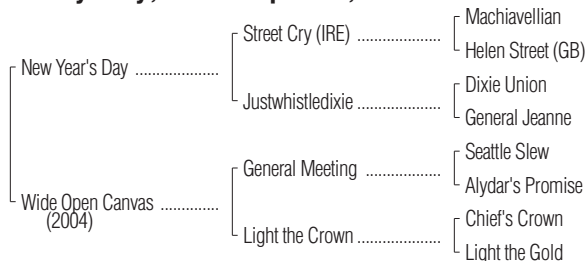 Machiavellian
Street Cry (IRE) ...................
Helen Street (GB)
New Year's Day ...................
Dixie Union
Justwhistledixie ...................
General Jeanne
Seattle Slew
General Meeting .................
Alydar's Promise
Wide Open Canvas .............
(2004)
Chief's Crown
Light the Crown ...................
Light the Gold